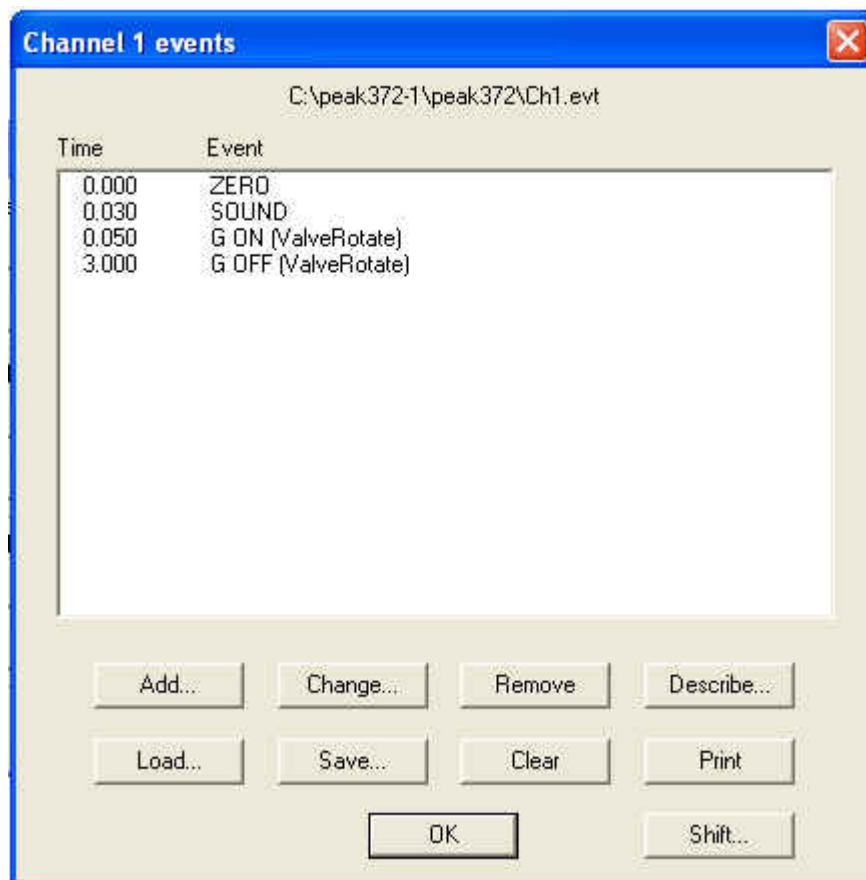 Channel 1 events
C:\peak372-1\peak372\Ch1.evt
Time Event
0.000 ZERO
0.030 SOUND
0.050 G ON (ValveRotate)
3.000 G OFF (ValveRotate)
Add... Change... Remove Describe...
Load... Save... Clear Print
OK Shift...